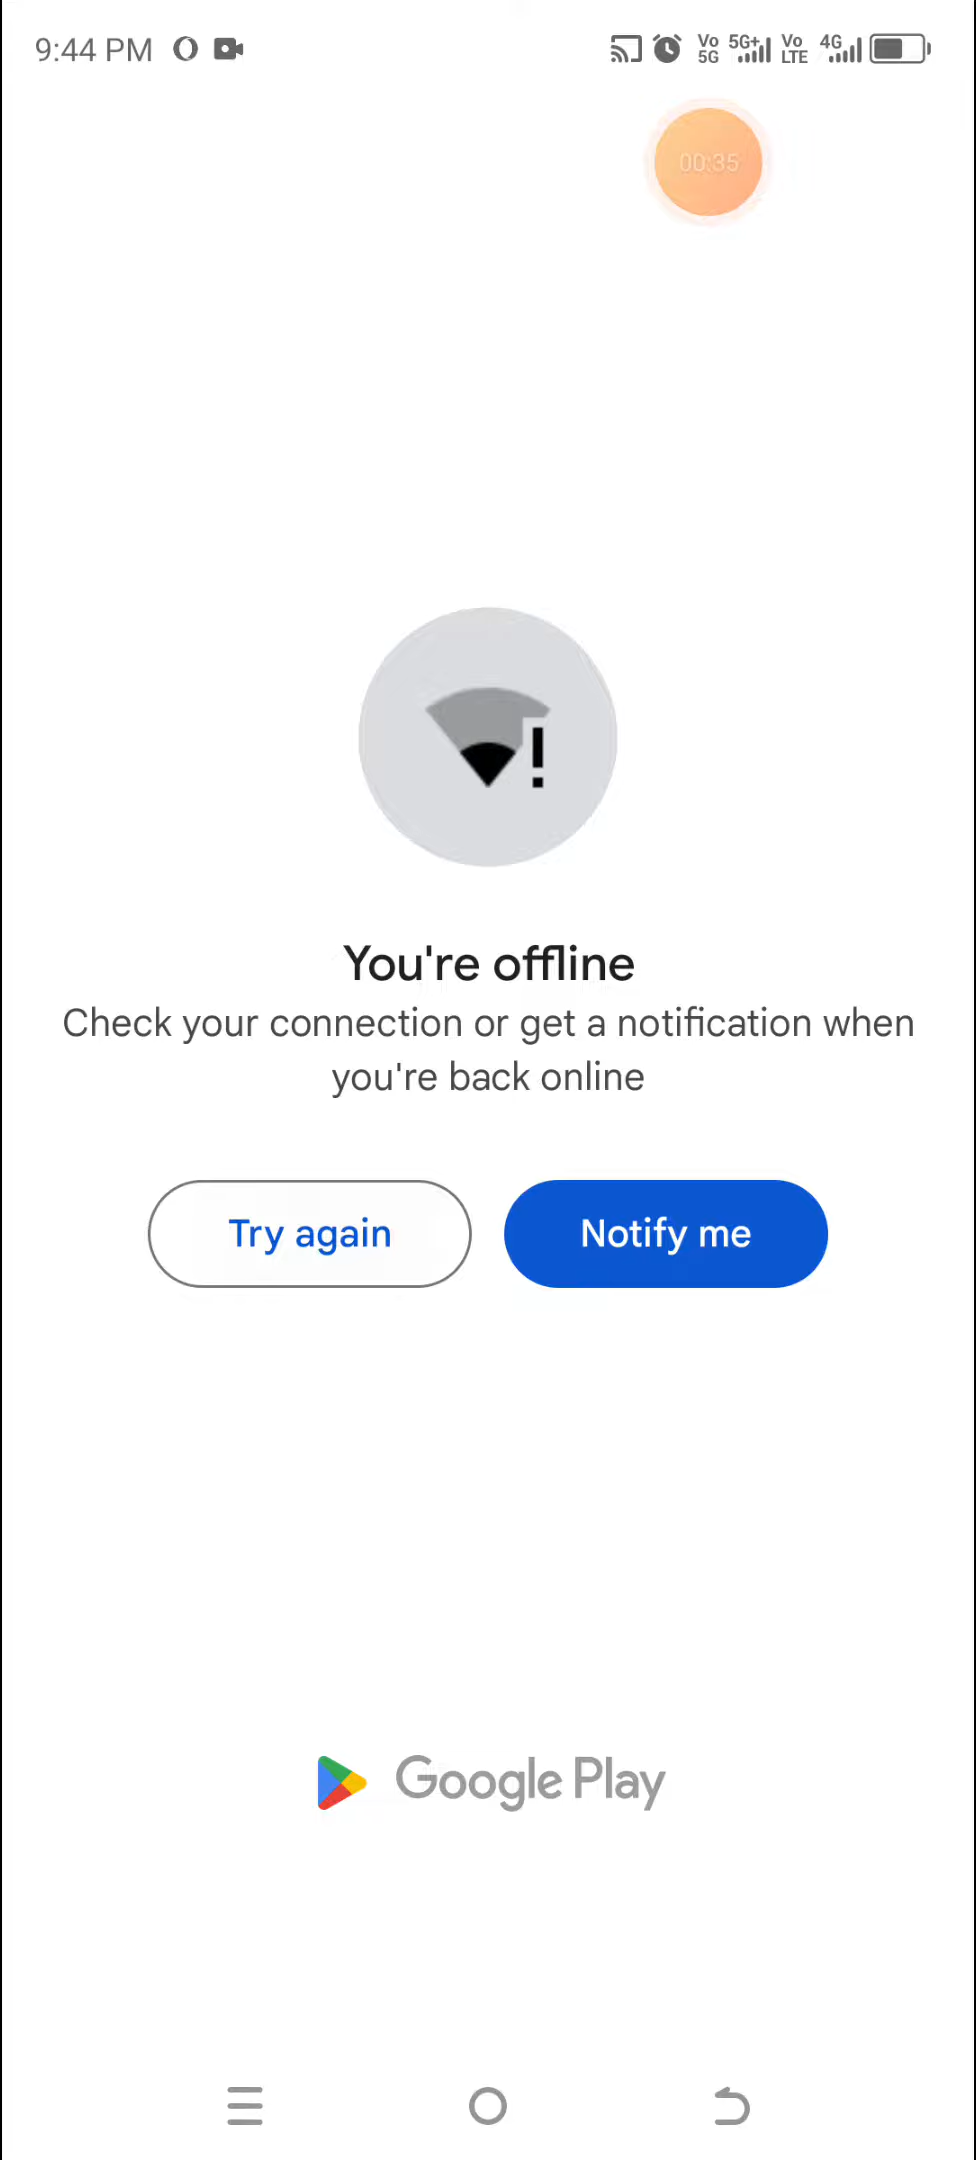 9:44 PM Vo 5G 5G+ Vo LTE 4G
00:35
You're offline
Check your connection or get a notification when
you're back online
Try again Notify me
Google Play